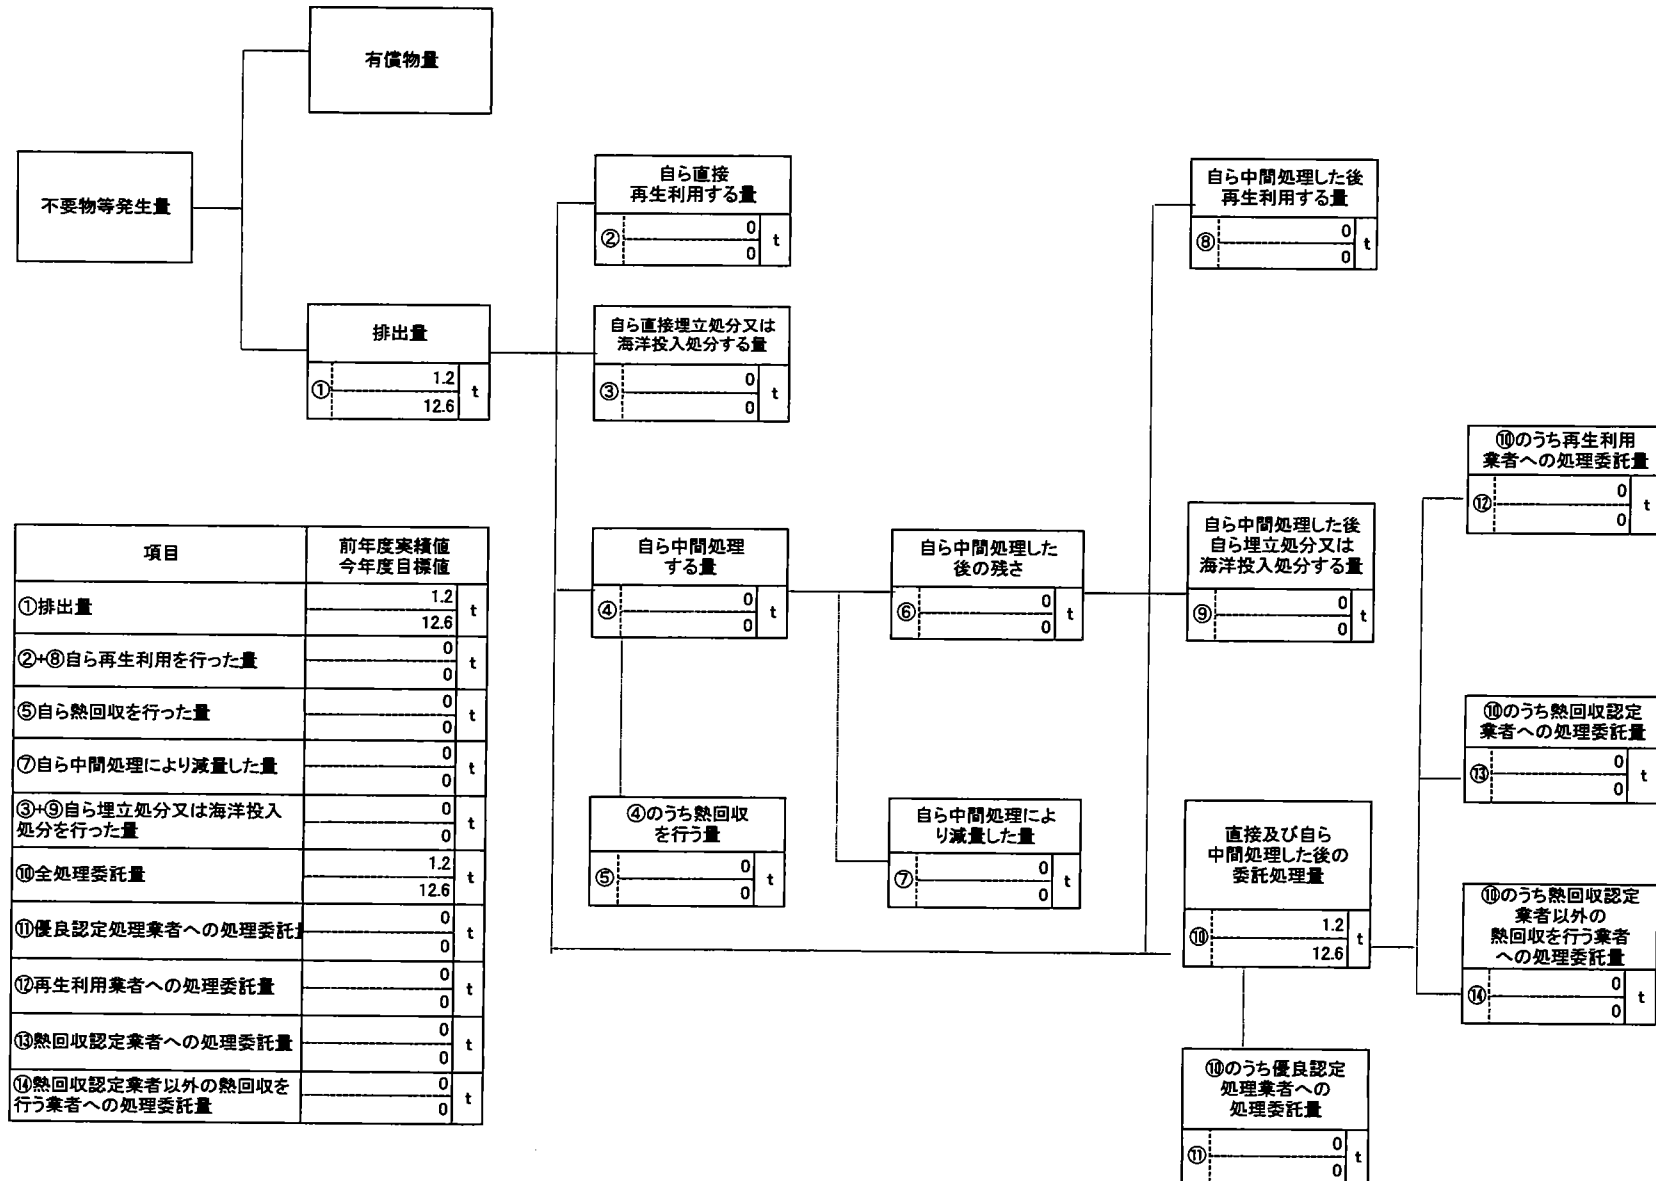 有償物量
不要物等発生量
排出量
①
1.2
12.6
t
自ら直接
再生利用する量
②
0
0
t
自ら直接埋立処分又は
海洋投入処分する量
③
0
0
t
自ら中間処理
する量
④
0
0
t
④のうち熱回収
を行う量
⑤
0
0
t
自ら中間処理した
後の残さ
⑥
0
0
t
自ら中間処理によ
り減量した量
⑦
0
0
t
自ら中間処理した後
再生利用する量
⑧
0
0
t
自ら中間処理した後
自ら埋立処分又は
海洋投入処分する量
⑨
0
0
t
直接及び自ら
中間処理した後の
委託処理量
⑩
1.2
12.6
t
⑩のうち優良認定
処理業者への
処理委託量
⑪
0
0
t
⑩のうち再生利用
業者への処理委託量
⑫
0
0
t
⑩のうち熱回収認定
業者への処理委託量
⑬
0
0
t
⑩のうち熱回収認定
業者以外の
熱回収を行う業者
への処理委託量
⑭
0
0
t
項目
前年度実績値
今年度目標値
①排出量
1.2
12.6
t
②+⑧自ら再生利用を行った量
0
0
t
⑤自ら熱回収を行った量
0
0
t
⑦自ら中間処理により減量した量
0
0
t
③+⑨自ら埋立処分又は海洋投入
処分を行った量
0
0
t
⑩全処理委託量
1.2
12.6
t
⑪優良認定処理業者への処理委託
0
0
t
⑫再生利用業者への処理委託量
0
0
t
⑬熱回収認定業者への処理委託量
0
0
t
⑭熱回収認定業者以外の熱回収を
行う業者への処理委託量
0
0
t